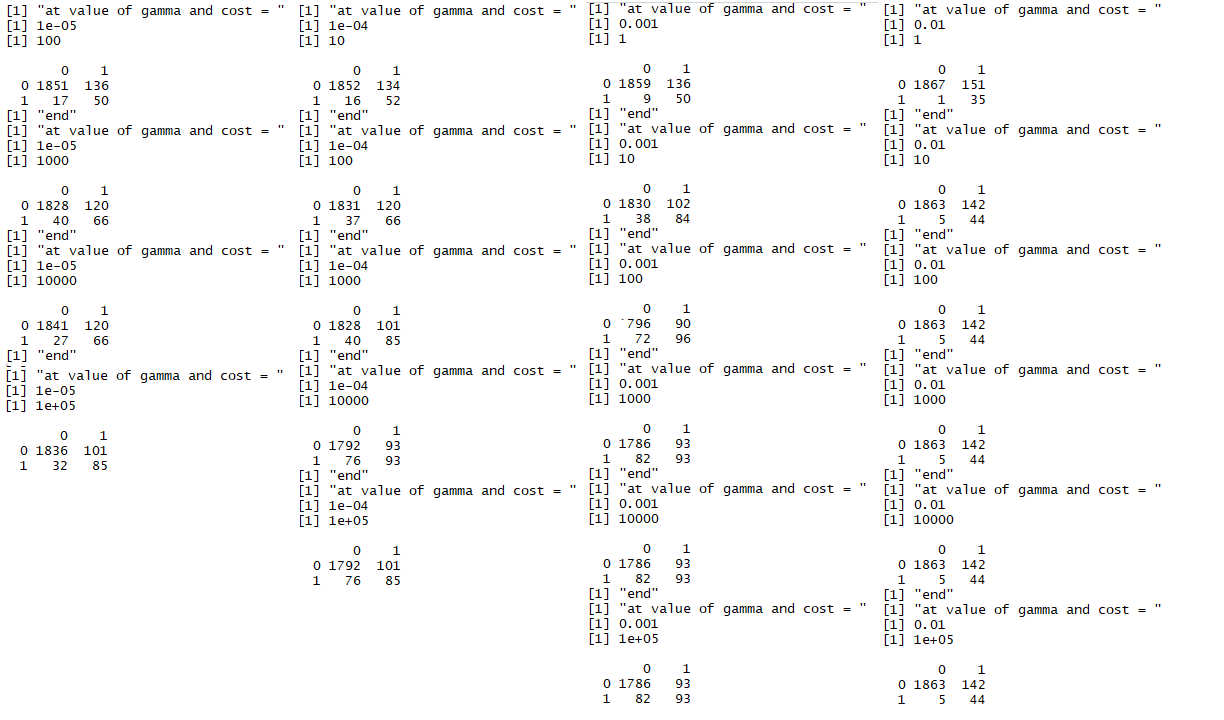 [1] "at value of gamma and cost = "
[1] 1e-05
[1] 100
0 1
0 1851 136
1 17 50
[1] "end"
[1] "at value of gamma and cost = "
[1] 1e-05
[1] 1000
0 1
0 1828 120
1 40 66
[1] "end"
[1] "at value of gamma and cost = "
[1] 1e-05
[1] 10000
0 1
0 1841 120
1 27 66
[1] "end"
[1] "at value of gamma and cost = "
[1] 1e-05
[1] 1e+05
0 1
0 1836 101
1 32 85
[1] "at value of gamma and cost = "
[1] 1e-04
[1] 10
0 1
0 1852 134
1 16 52
[1] "end"
[1] "at value of gamma and cost = "
[1] 1e-04
[1] 100
0 1
0 1831 120
1 37 66
[1] "end"
[1] "at value of gamma and cost = "
[1] 1e-04
[1] 1000
0 1
0 1828 101
1 40 85
[1] "end"
[1] "at value of gamma and cost = "
[1] 1e-04
[1] 10000
0 1
0 1792 93
1 76 93
[1] "end"
[1] "at value of gamma and cost = "
[1] 1e-04
[1] 1e+05
0 1
0 1792 101
1 76 85
[1] "at value of gamma and cost = "
[1] 0.001
[1] 1
0 1
0 1859 136
1 9 50
[1] "end"
[1] "at value of gamma and cost = "
[1] 0.001
[1] 10
0 1
0 1830 102
1 38 84
[1] "end"
[1] "at value of gamma and cost = "
[1] 0.001
[1] 100
0 1
0 796 90
1 72 96
[1] "end"
[1] "at value of gamma and cost = "
[1] 0.001
[1] 1000
0 1
0 1786 93
1 82 93
[1] "end"
[1] "at value of gamma and cost = "
[1] 0.001
[1] 10000
0 1
0 1786 93
1 82 93
[1] "end"
[1] "at value of gamma and cost = "
[1] 0.001
[1] 1e+05
0 1
0 1786 93
1 82 93
[1] "at value of gamma and cost = "
[1] 0.01
[1] 1
0 1
0 1867 151
1 1 35
[1] "end"
[1] "at value of gamma and cost = "
[1] 0.01
[1] 10
0 1
0 1863 142
1 5 44
[1] "end"
[1] "at value of gamma and cost = "
[1] 0.01
[1] 100
0 1
0 1863 142
1 5 44
[1] "end"
[1] "at value of gamma and cost = "
[1] 0.01
[1] 1000
0 1
0 1863 142
1 5 44
[1] "end"
[1] "at value of gamma and cost = "
[1] 0.01
[1] 10000
0 1
0 1863 142
1 5 44
[1] "end"
[1] "at value of gamma and cost = "
[1] 0.01
[1] 1e+05
0 1
0 1863 142
1 5 44